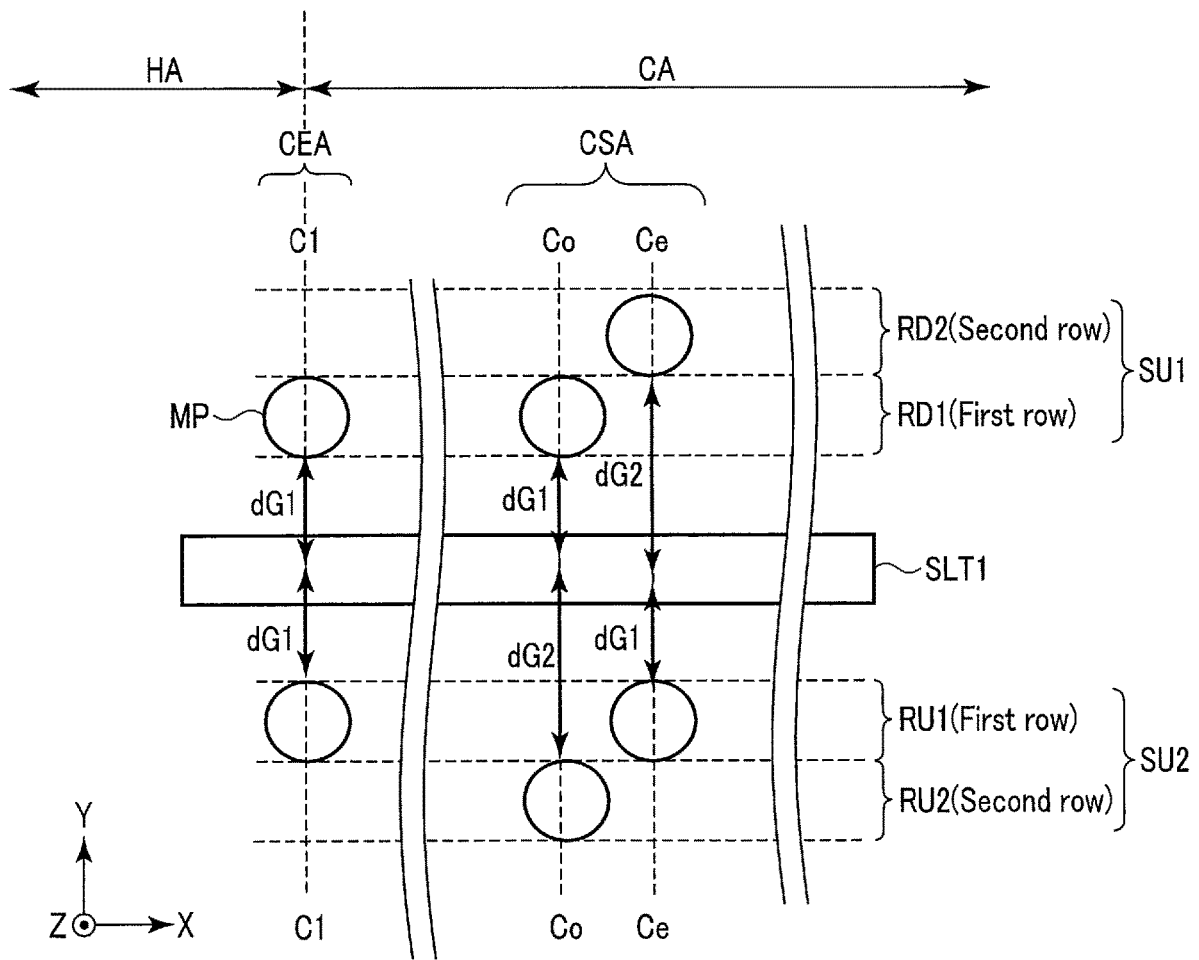 HA
CA
CEA
CSA
C1
Co
Ce
RD2(Second row)
SU1
MP
RD1(First row)
dG2
dG1
dG1
SLT1
dG1
dG2
dG1
RU1(First row)
SU2
RU2(Second row)
Y
Z
X
C1
Co
Ce